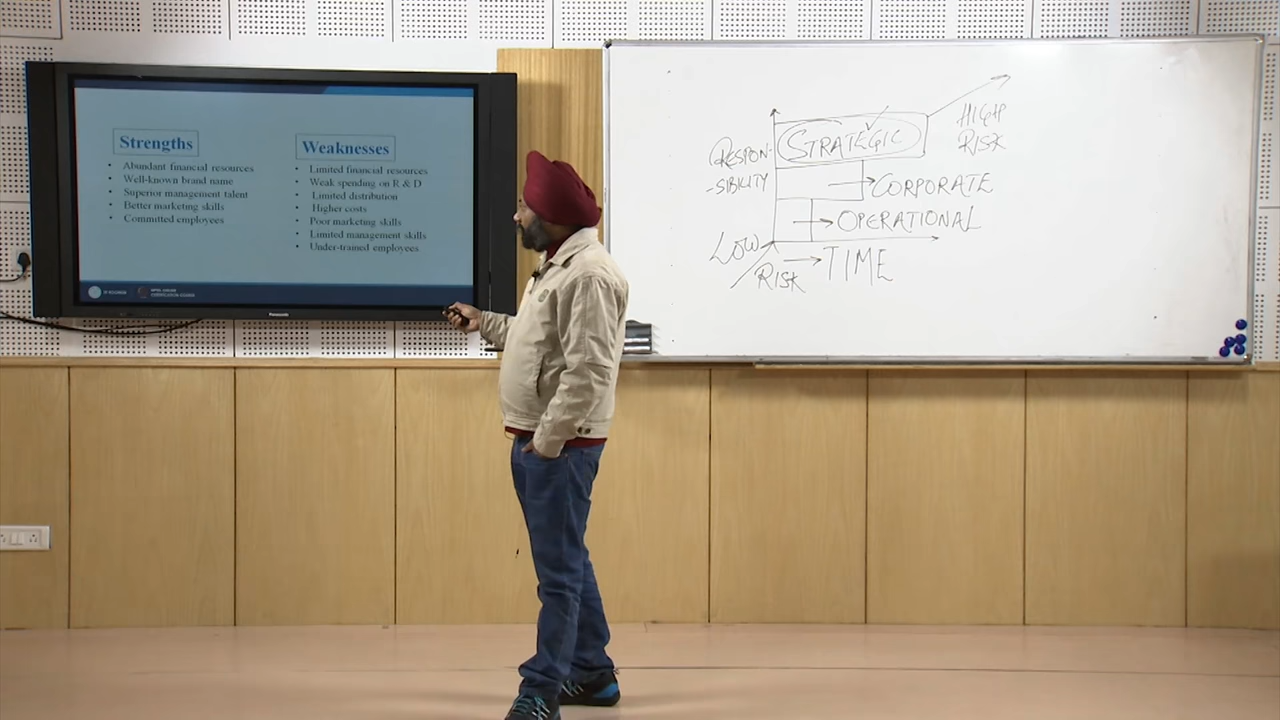 Strengths
• Abundant financial resources
• Well-known brand name
• Superior management talent
• Better marketing skills
• Committed employees
Weaknesses
• Limited financial resources
• Weak spending on R & D
• Limited distribution
• Higher costs
• Poor marketing skills
• Limited management skills
• Under-trained employees
Panasonic
RESPON-
-SIBILITY
STRATEGIC
HIGH
RISK
CORPORATE
OPERATIONAL
LOW
RISK
TIME